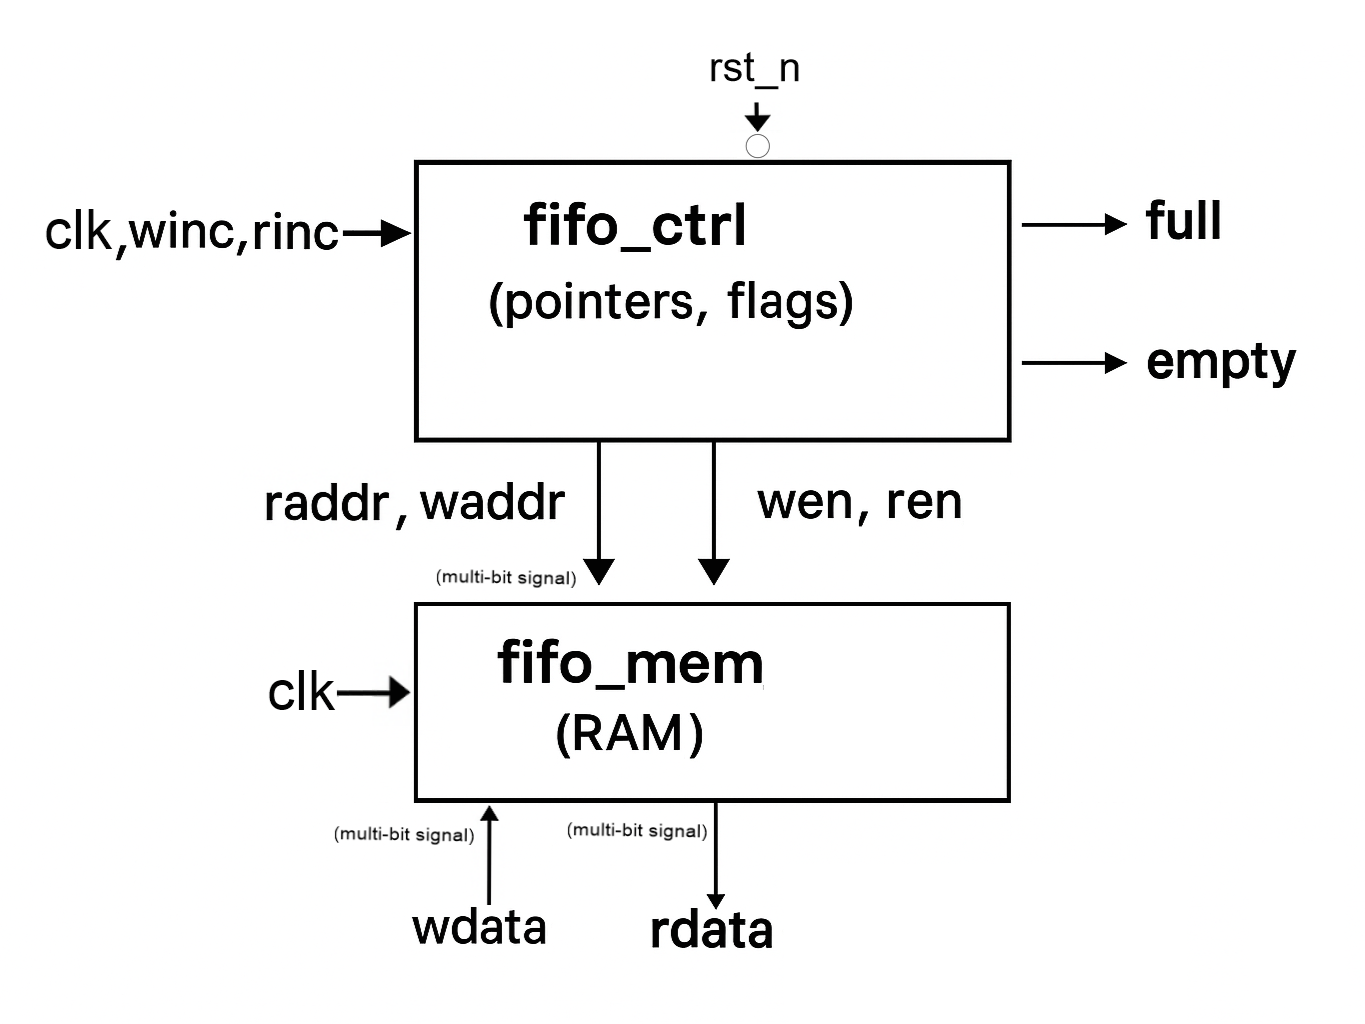 rst_n
clk,winc,rinc
fifo_ctrl
(pointers, flags)
full
empty
raddr, waddr
wen, ren
(multi-bit signal)
clk
fifo_mem
(RAM)
(multi-bit signal)
(multi-bit signal)
wdata
rdata